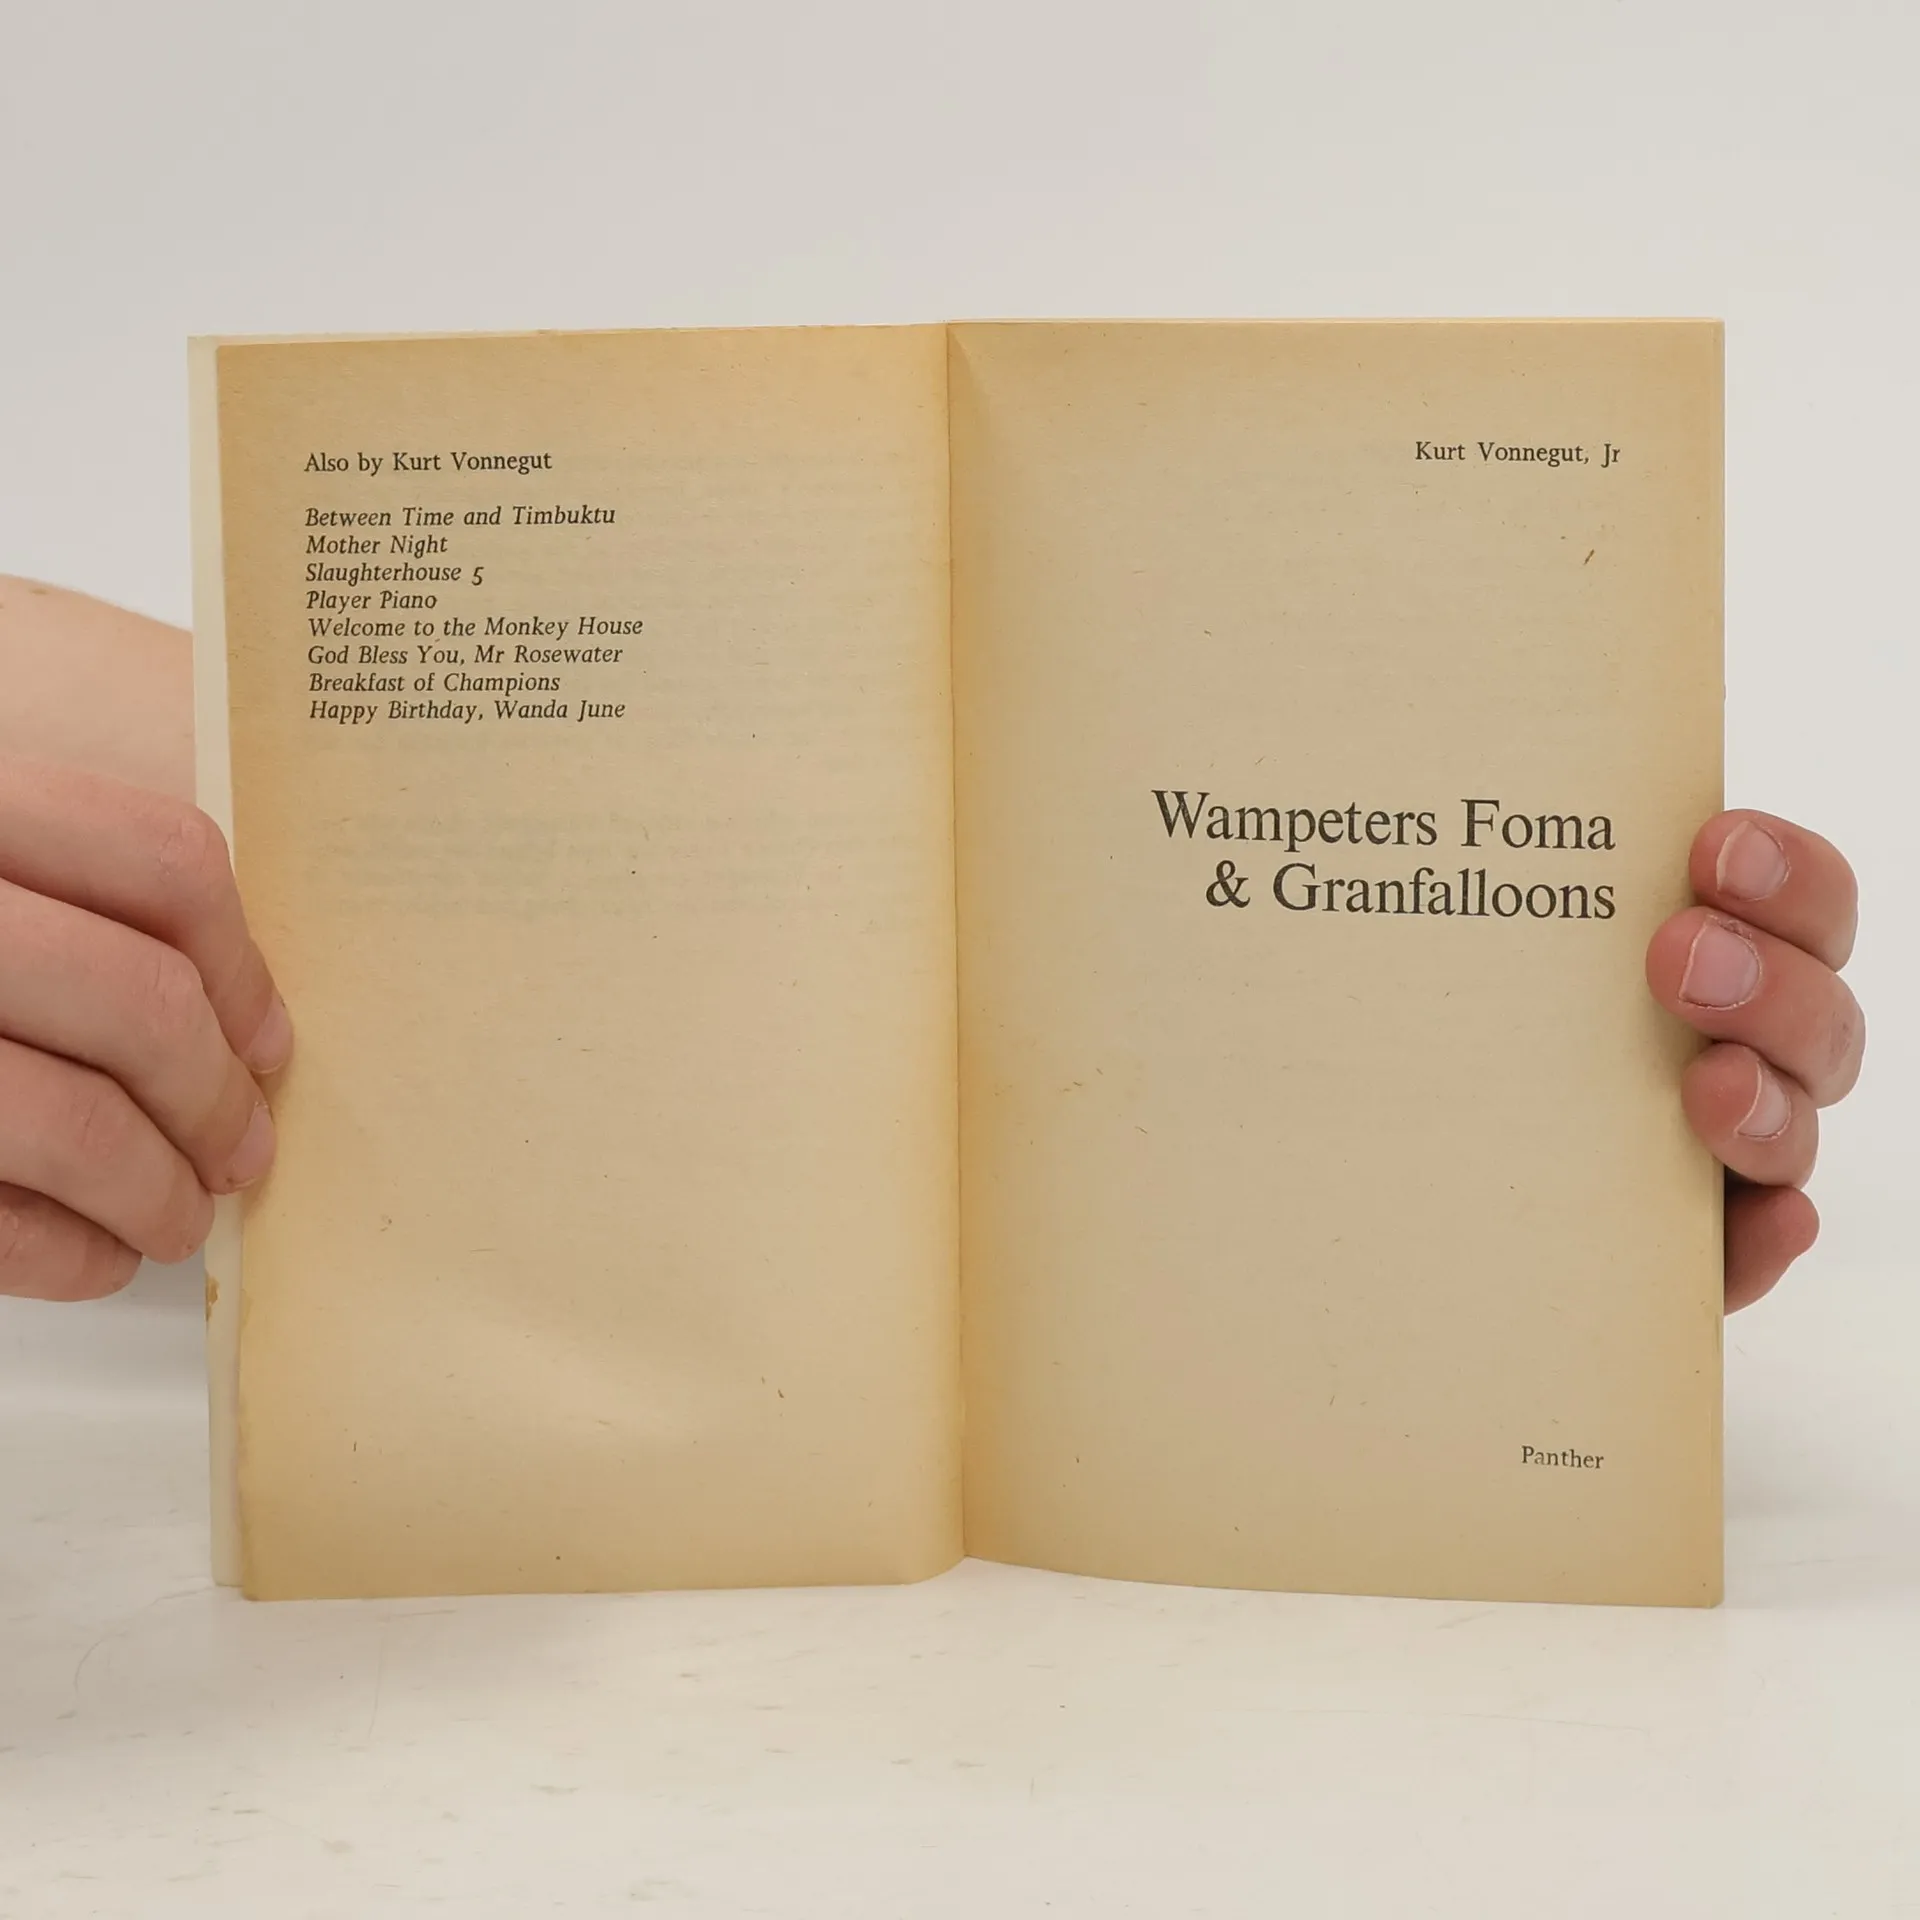 Also by Kurt Vonnegut
Between Time and Timbuktu
Mother Night
Slaughterhouse 5
Player Piano
Welcome to the Monkey House
God Bless You, Mr Rosewater
Breakfast of Champions
Happy Birthday, Wanda June
Kurt Vonnegut, Jr
Wampeters Foma
& Granfalloons
Panther